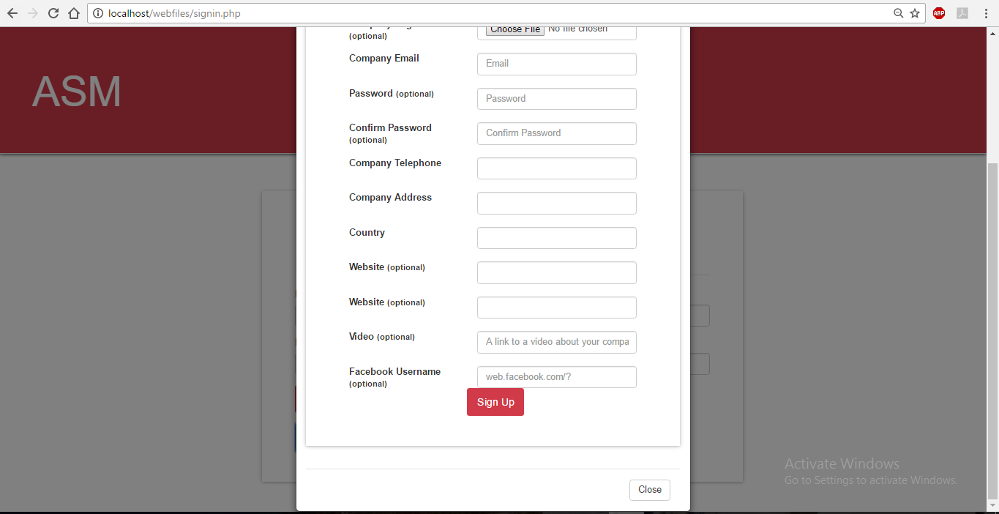 localhost/webfiles/signin.php
ABP
ASM
(optional)
Choose File No file chosen
Company Email
Email
Password (optional)
Password
Confirm Password
(optional)
Confirm Password
Company Telephone
Company Address
Country
Website (optional)
Website (optional)
Video (optional)
A link to a video about your compa
Facebook Username
(optional)
web.facebook.com/?
Sign Up
Close
Activate Windows
Go to Settings to activate Windows.